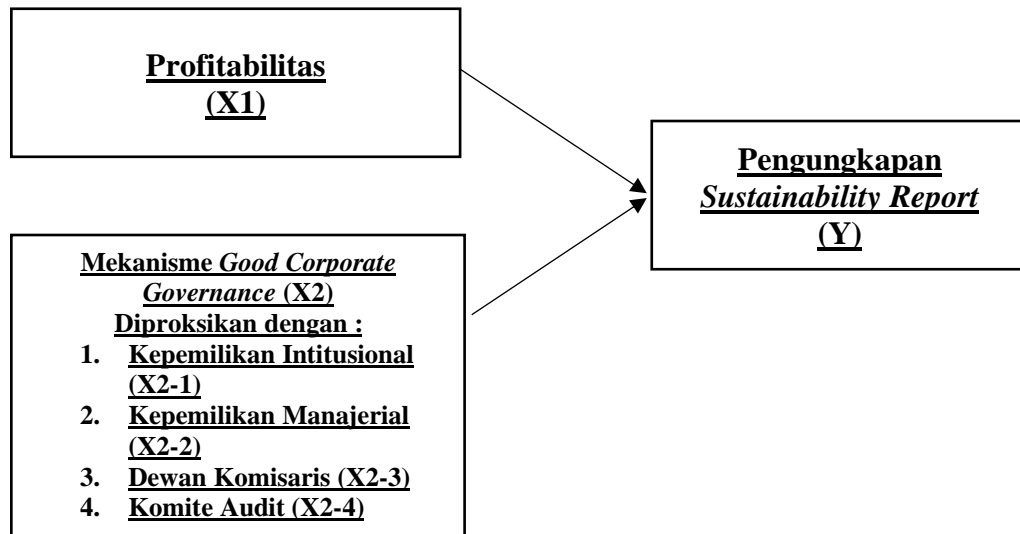 Profitabilitas
(X1)
Pengungkapan
Sustainability Report
(Y)
Mekanisme Good Corporate
Governance (X2)
Diproksikan dengan :
1. Kepemilikan Intitusional
(X2-1)
2. Kepemilikan Manajerial
(X2-2)
3. Dewan Komisaris (X2-3)
4. Komite Audit (X2-4)